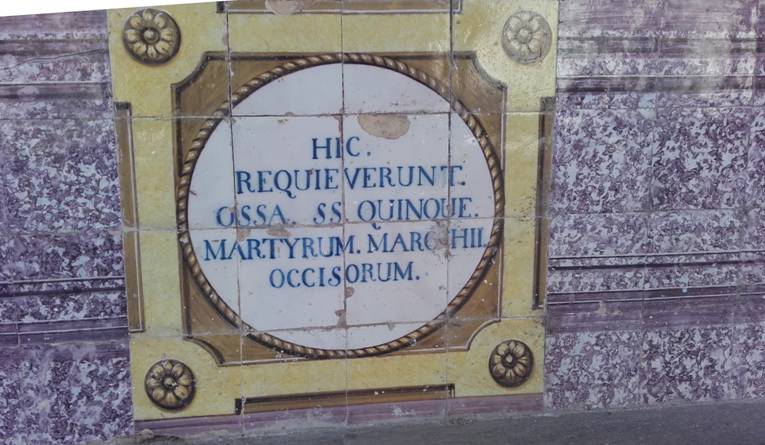 HIC.
REQUIEVERUNT.
OSSA. SS. QUINQUE.
MARTYRUM. MAROCHII.
OCCISORUM.